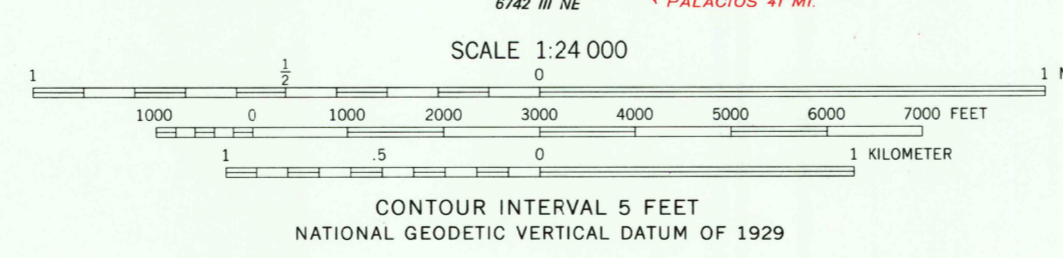 6742 III NE
PALACIOS 41 MI.
SCALE 1:24 000
1 1/2 0 1
1000 0 1000 2000 3000 4000 5000 6000 7000 FEET
1 .5 0 1 KILOMETER
CONTOUR INTERVAL 5 FEET
NATIONAL GEODETIC VERTICAL DATUM OF 1929